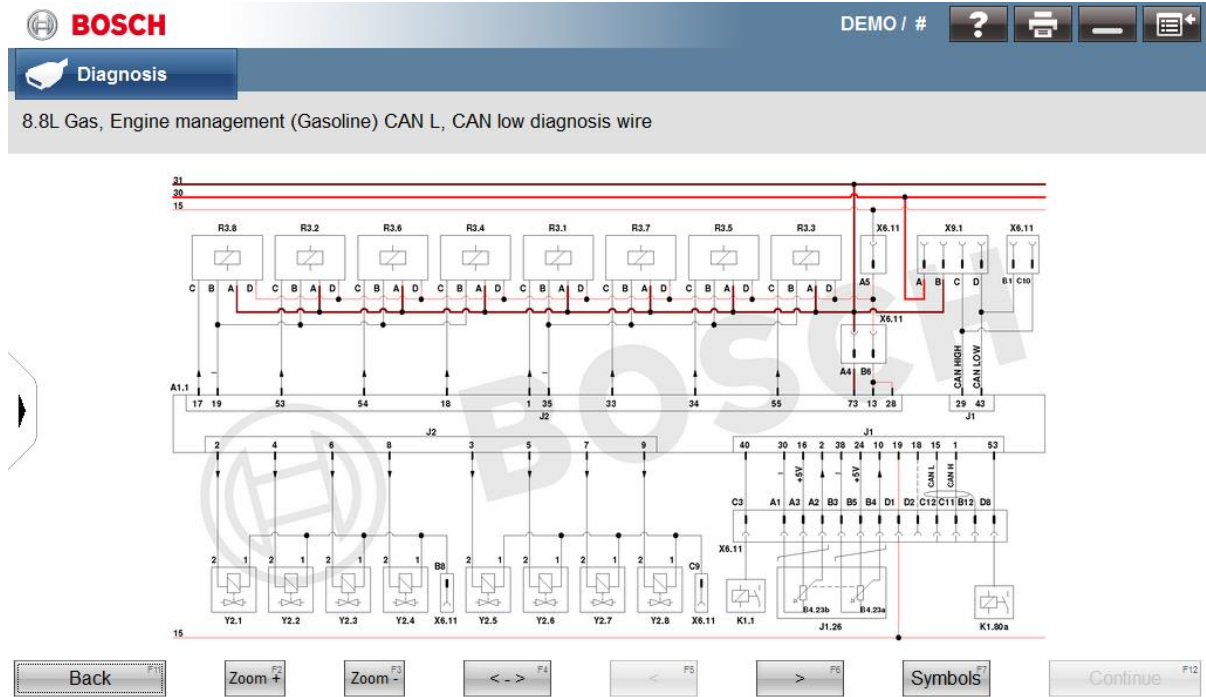 BOSCH DEMO / # ?
Diagnosis
8.8L Gas, Engine management (Gasoline) CAN L, CAN low diagnosis wire
31
30
15
R3.8 R3.2 R3.6 R3.4 R3.1 R3.7 R3.5 R3.3 X6.11 X9.1 X6.11
C B A D C B A D C B A D C B A D C B A D C B A D C B A D C B A D A5 A B C D B1 C10
X6.11
A4 B6 CAN HIGH CAN LOW
A1.1
17 19 53 54 18 1 35 33 34 55 73 13 28 29 43
J2 J1
BOSCH
J2 J1
2 4 6 8 3 5 7 9 40 30 16 2 38 24 10 19 18 15 1 53
+5V +5V CAN L CAN H
C3 A1 A3 A2 B3 B5 B4 D1 D2 C12 C11 B12 D8
X6.11
2 1 2 1 2 1 2 1 B8 2 1 2 1 2 1 2 1 C9
B4.23b B4.23a
Y2.1 Y2.2 Y2.3 Y2.4 X6.11 Y2.5 Y2.6 Y2.7 Y2.8 X6.11 K1.1 J1.26 K1.80a
15
Back F11 Zoom + F2 Zoom - F3 < - > F4 < F5 > F6 Symbols F7 Continue F12